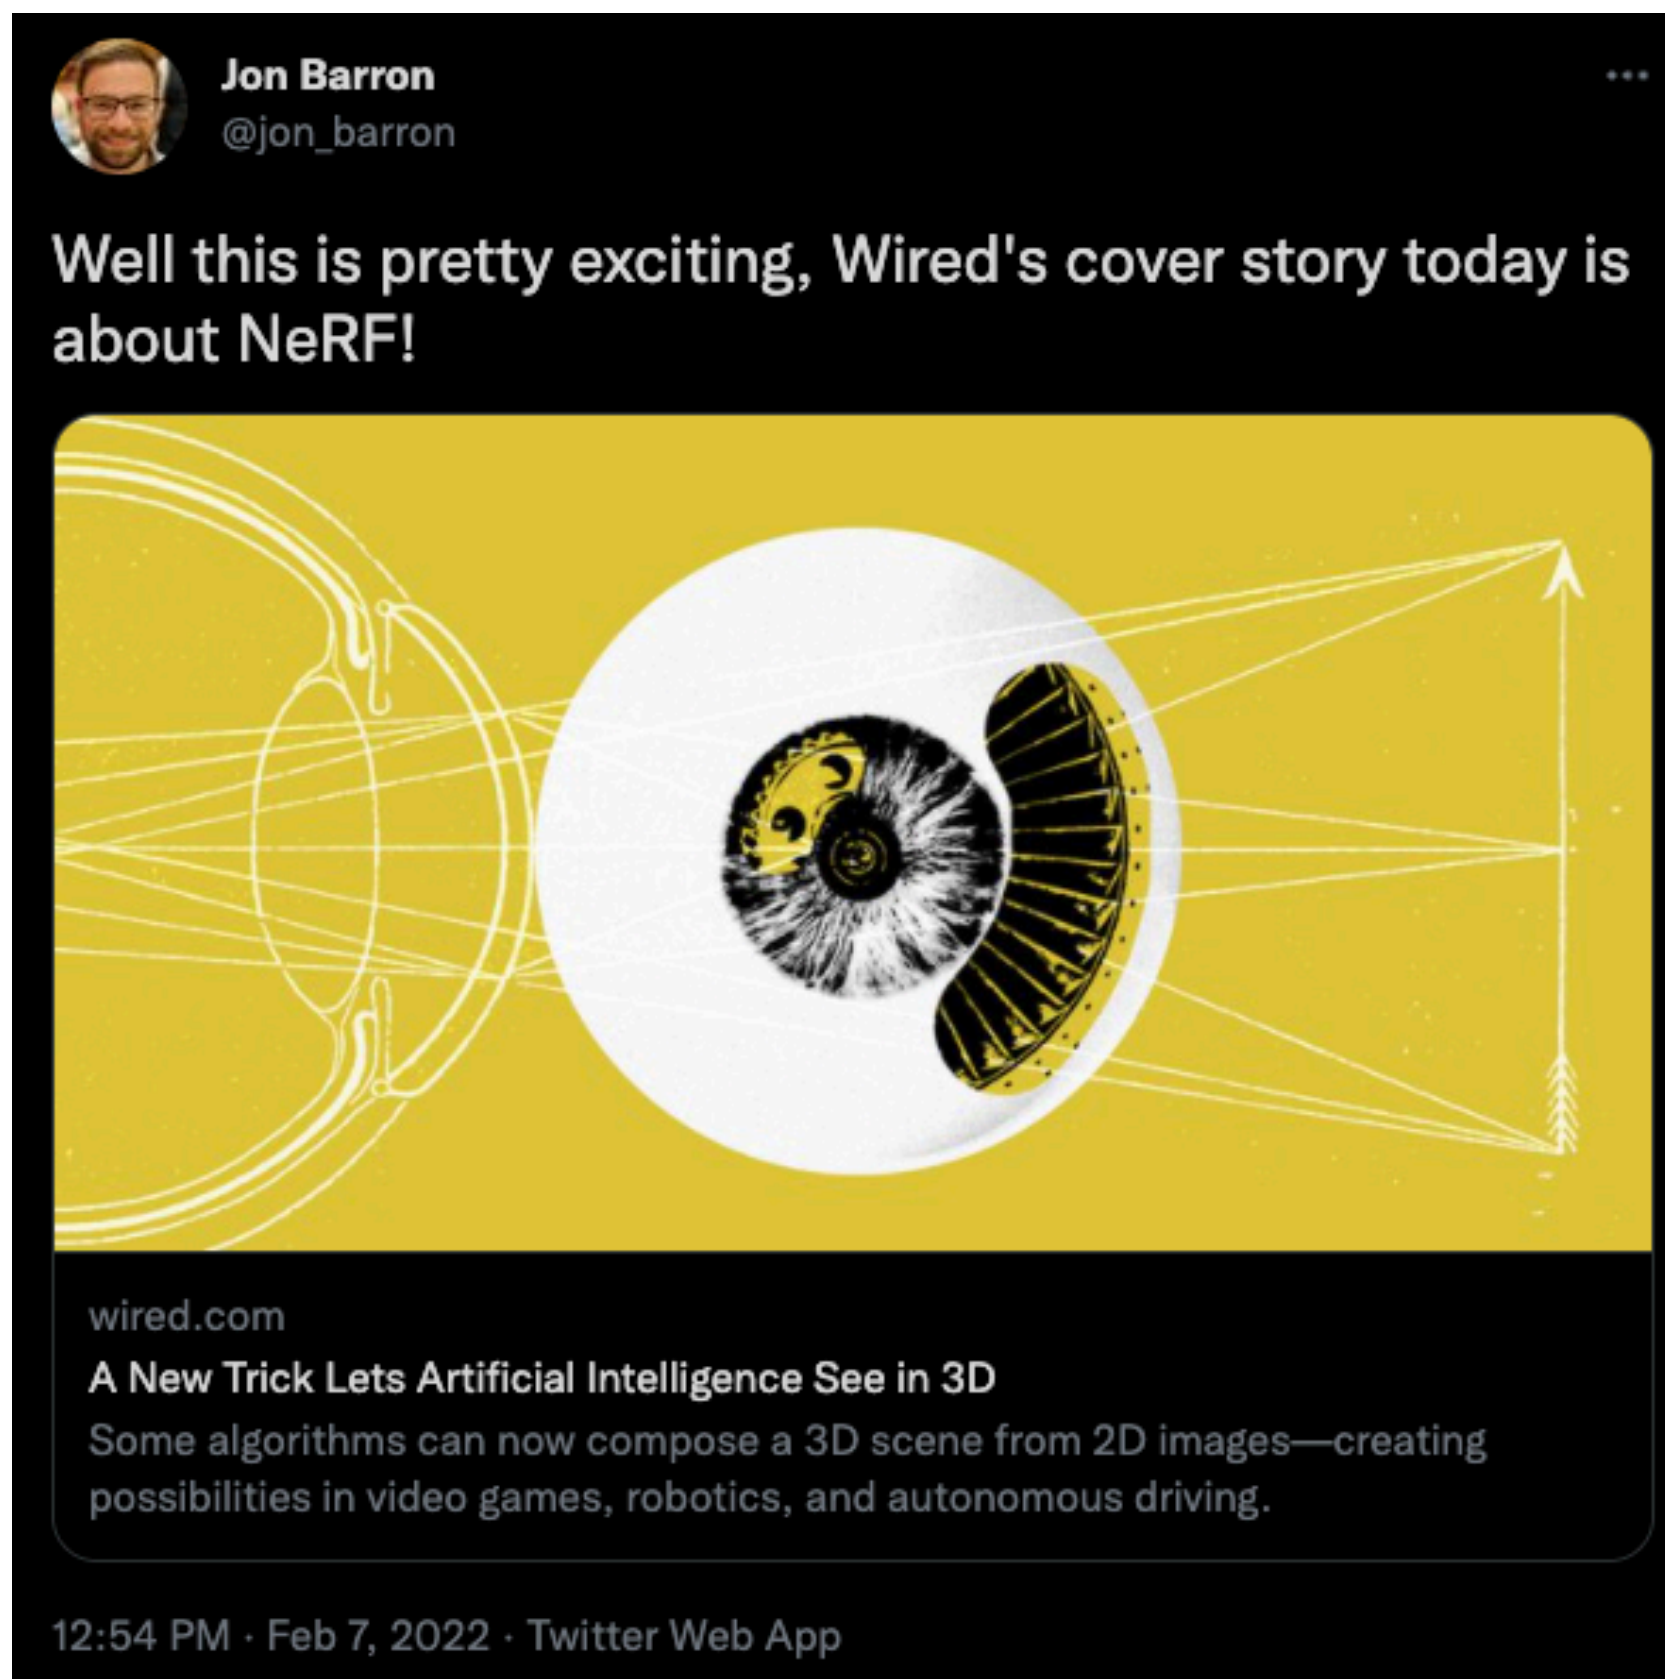 Jon Barron
@jon_barron
Well this is pretty exciting, Wired's cover story today is
about NeRF!
wired.com
A New Trick Lets Artificial Intelligence See in 3D
Some algorithms can now compose a 3D scene from 2D images—creating
possibilities in video games, robotics, and autonomous driving.
12:54 PM · Feb 7, 2022 · Twitter Web App